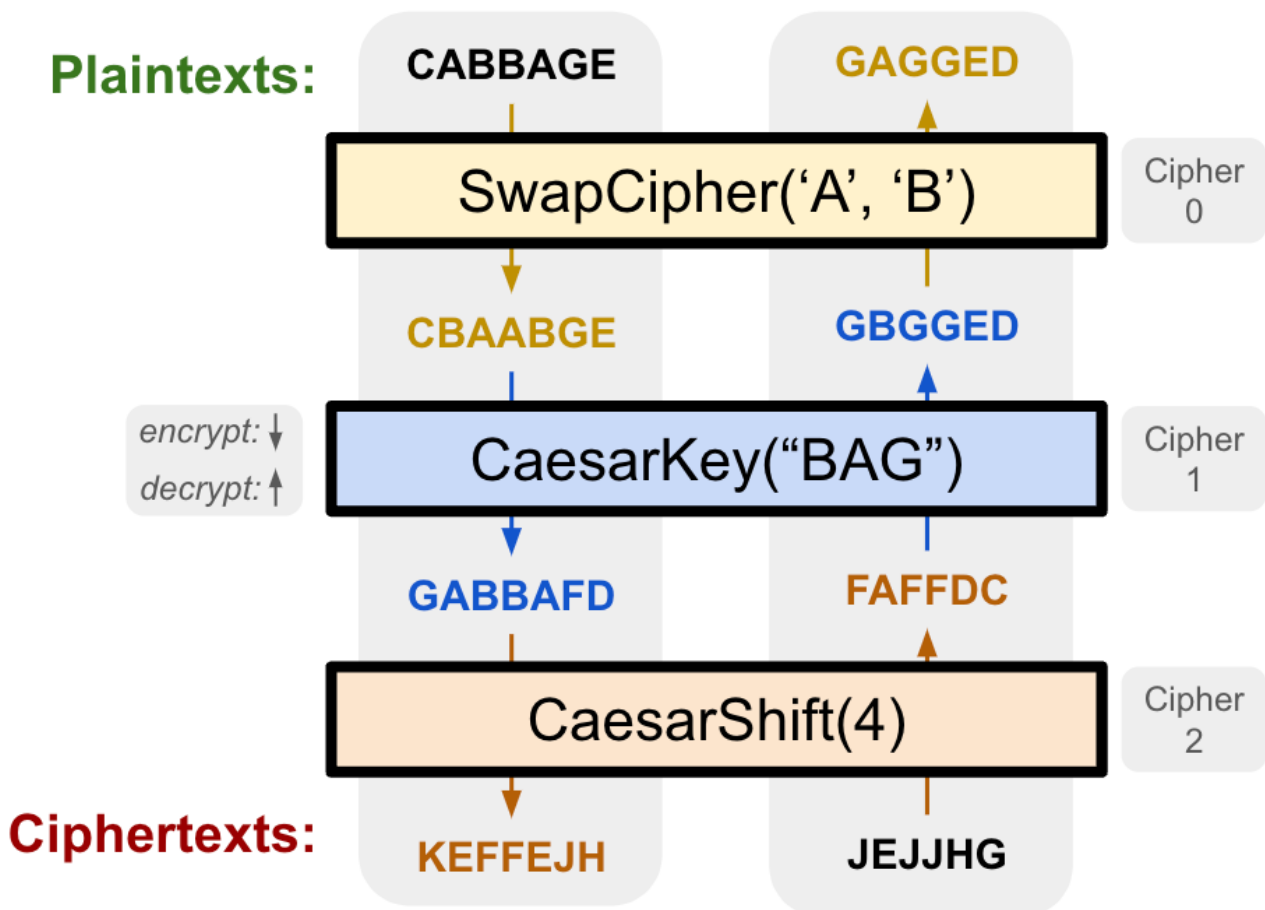 Plaintexts:
CABBAGE
GAGGED
SwapCipher(‘A’, ‘B’)
Cipher
0
CBAABGE
GBGGED
encrypt: ↓
decrypt: ↑
CaesarKey(“BAG”)
Cipher
1
GABBAFD
FAFFDC
CaesarShift(4)
Cipher
2
Ciphertexts:
KEFFEJH
JEJJHG